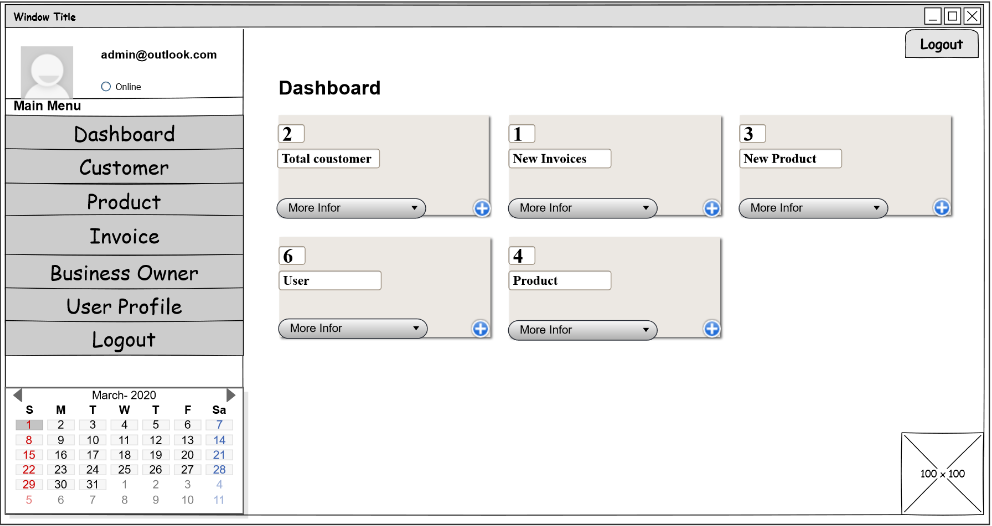 Window Title
Logout
admin@outlook.com
Online
Main Menu
Dashboard
Customer
Product
Invoice
Business Owner
User Profile
Logout
March- 2020
S M T W T F Sa
1 2 3 4 5 6 7
8 9 10 11 12 13 14
15 16 17 18 19 20 21
22 23 24 25 26 27 28
29 30 31 1 2 3 4
5 6 7 8 9 10 11
Dashboard
2
Total coustomer
More Infor
1
New Invoices
More Infor
3
New Product
More Infor
6
User
More Infor
4
Product
More Infor
100 x 100